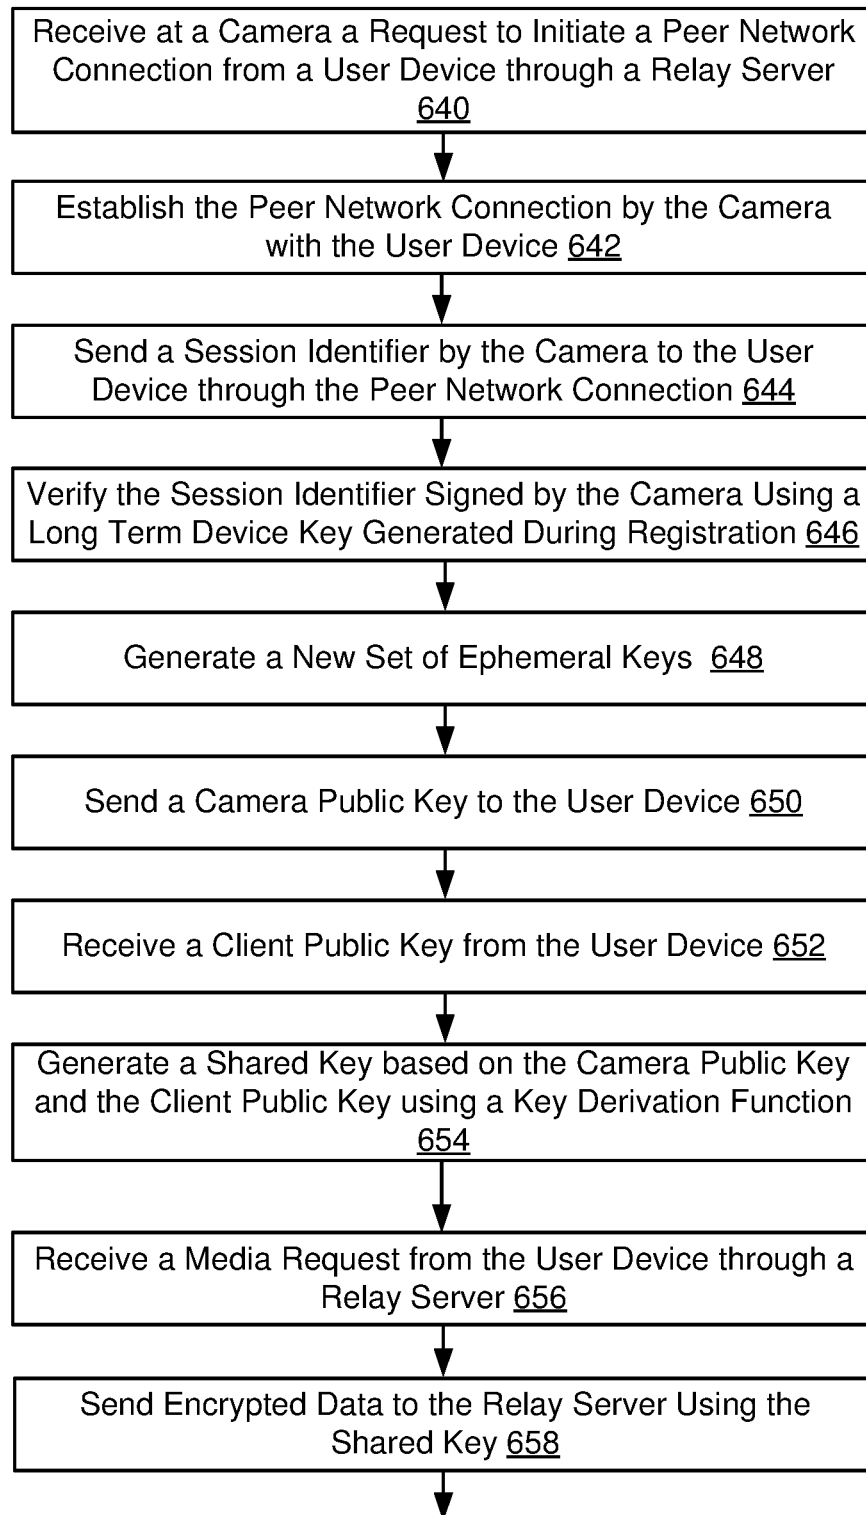 Receive at a Camera a Request to Initiate a Peer Network
Connection from a User Device through a Relay Server
640
Establish the Peer Network Connection by the Camera
with the User Device 642
Send a Session Identifier by the Camera to the User
Device through the Peer Network Connection 644
Verify the Session Identifier Signed by the Camera Using a
Long Term Device Key Generated During Registration 646
Generate a New Set of Ephemeral Keys 648
Send a Camera Public Key to the User Device 650
Receive a Client Public Key from the User Device 652
Generate a Shared Key based on the Camera Public Key
and the Client Public Key using a Key Derivation Function
654
Receive a Media Request from the User Device through a
Relay Server 656
Send Encrypted Data to the Relay Server Using the
Shared Key 658